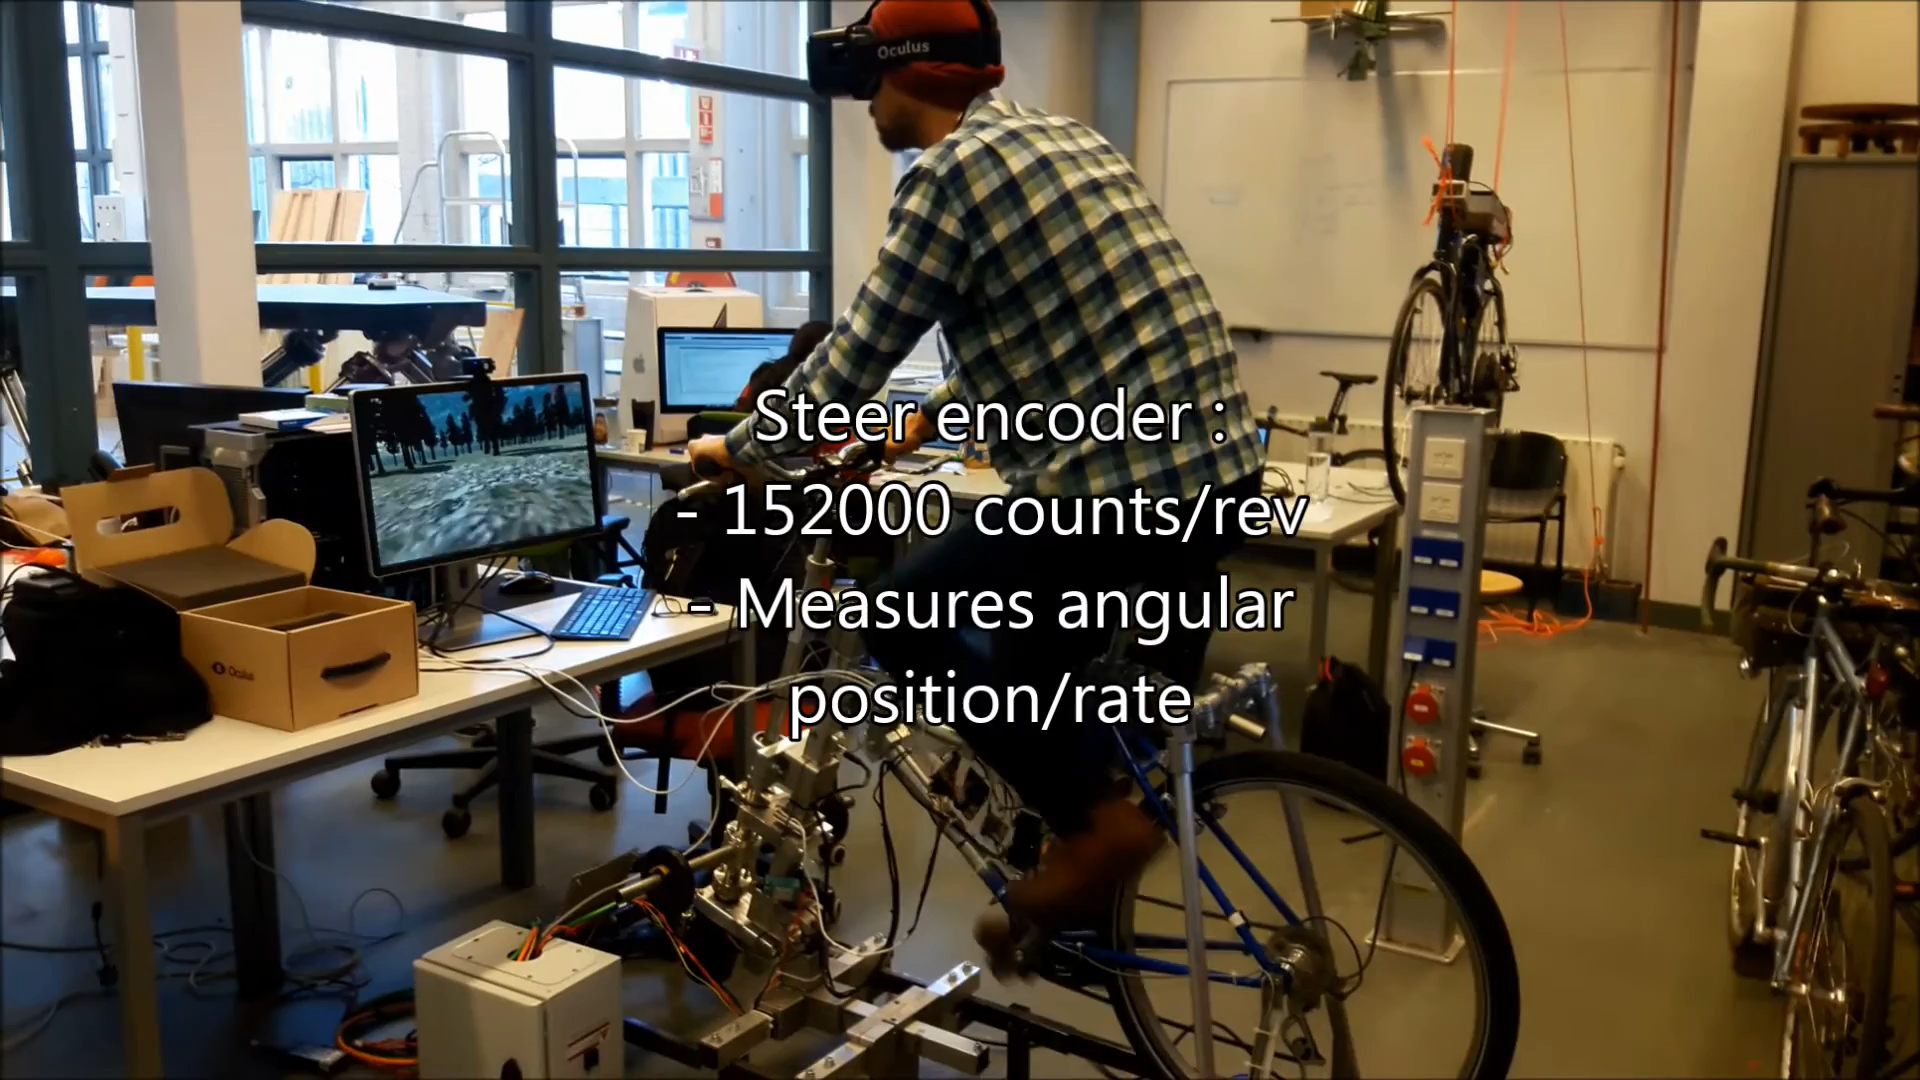 Oculus
Steer encoder :
- 152000 counts/rev
- Measures angular
position/rate
Oculus